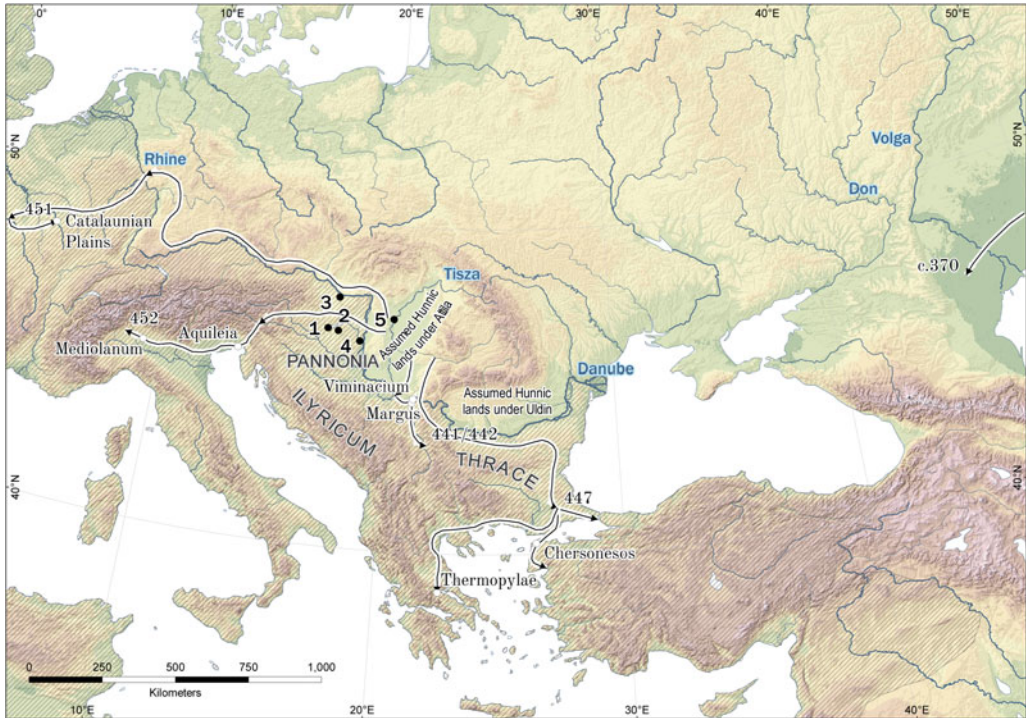 0°
10°E
20°E
30°E
40°E
50°E
50°N
50°N
Volga
Rhine
Don
451
Catalaunian
Plains
c.370
Tisza
3
2
1
5
4
Assumed Hunnic
lands under Attila
452
Aquileia
Mediolanum
PANNONIA
Danube
Viminacium
Assumed Hunnic
lands under Uldin
Margus
ILYRICUM
441/442
THRACE
40°N
40°N
447
Chersonesos
Thermopylae
0 250 500 750 1,000
Kilometers
10°E
20°E
30°E
40°E